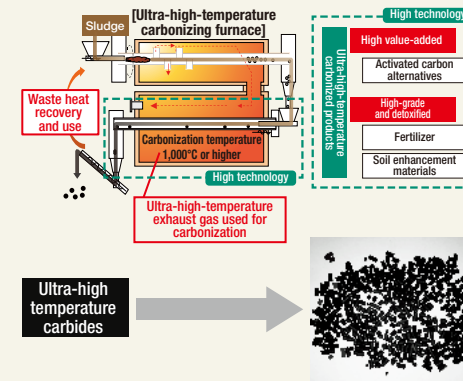 [Ultra-high-temperature
carbonizing furnace]
Sludge
Waste heat
recovery
and use
Carbonization temperature
1,000°C or higher
High technology
Ultra-high-temperature
exhaust gas used for
carbonization
High technology
Ultra-high-temperature
carbonized products
High value-added
Activated carbon
alternatives
High-grade
and detoxified
Fertilizer
Soil enhancement
materials
Ultra-high
temperature
carbides